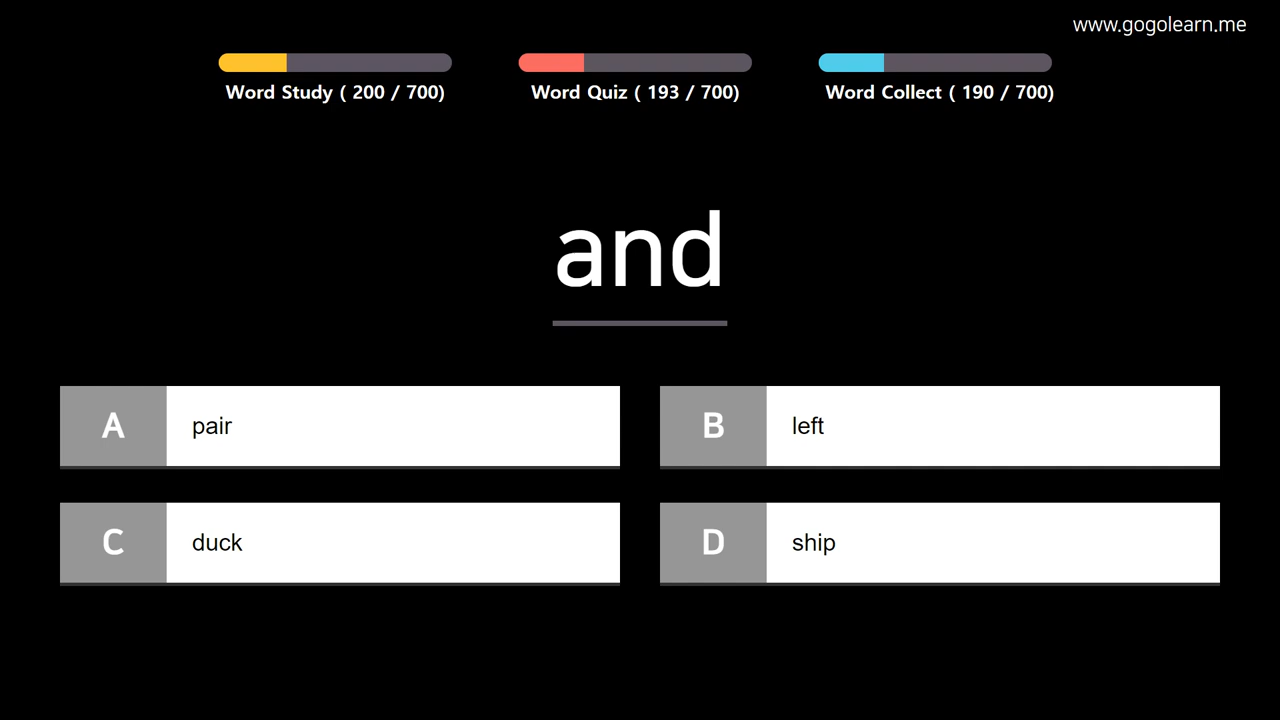 www.gogolearn.me
Word Study ( 200 / 700)
Word Quiz ( 193 / 700)
Word Collect ( 190 / 700)
and
A pair
B left
C duck
D ship